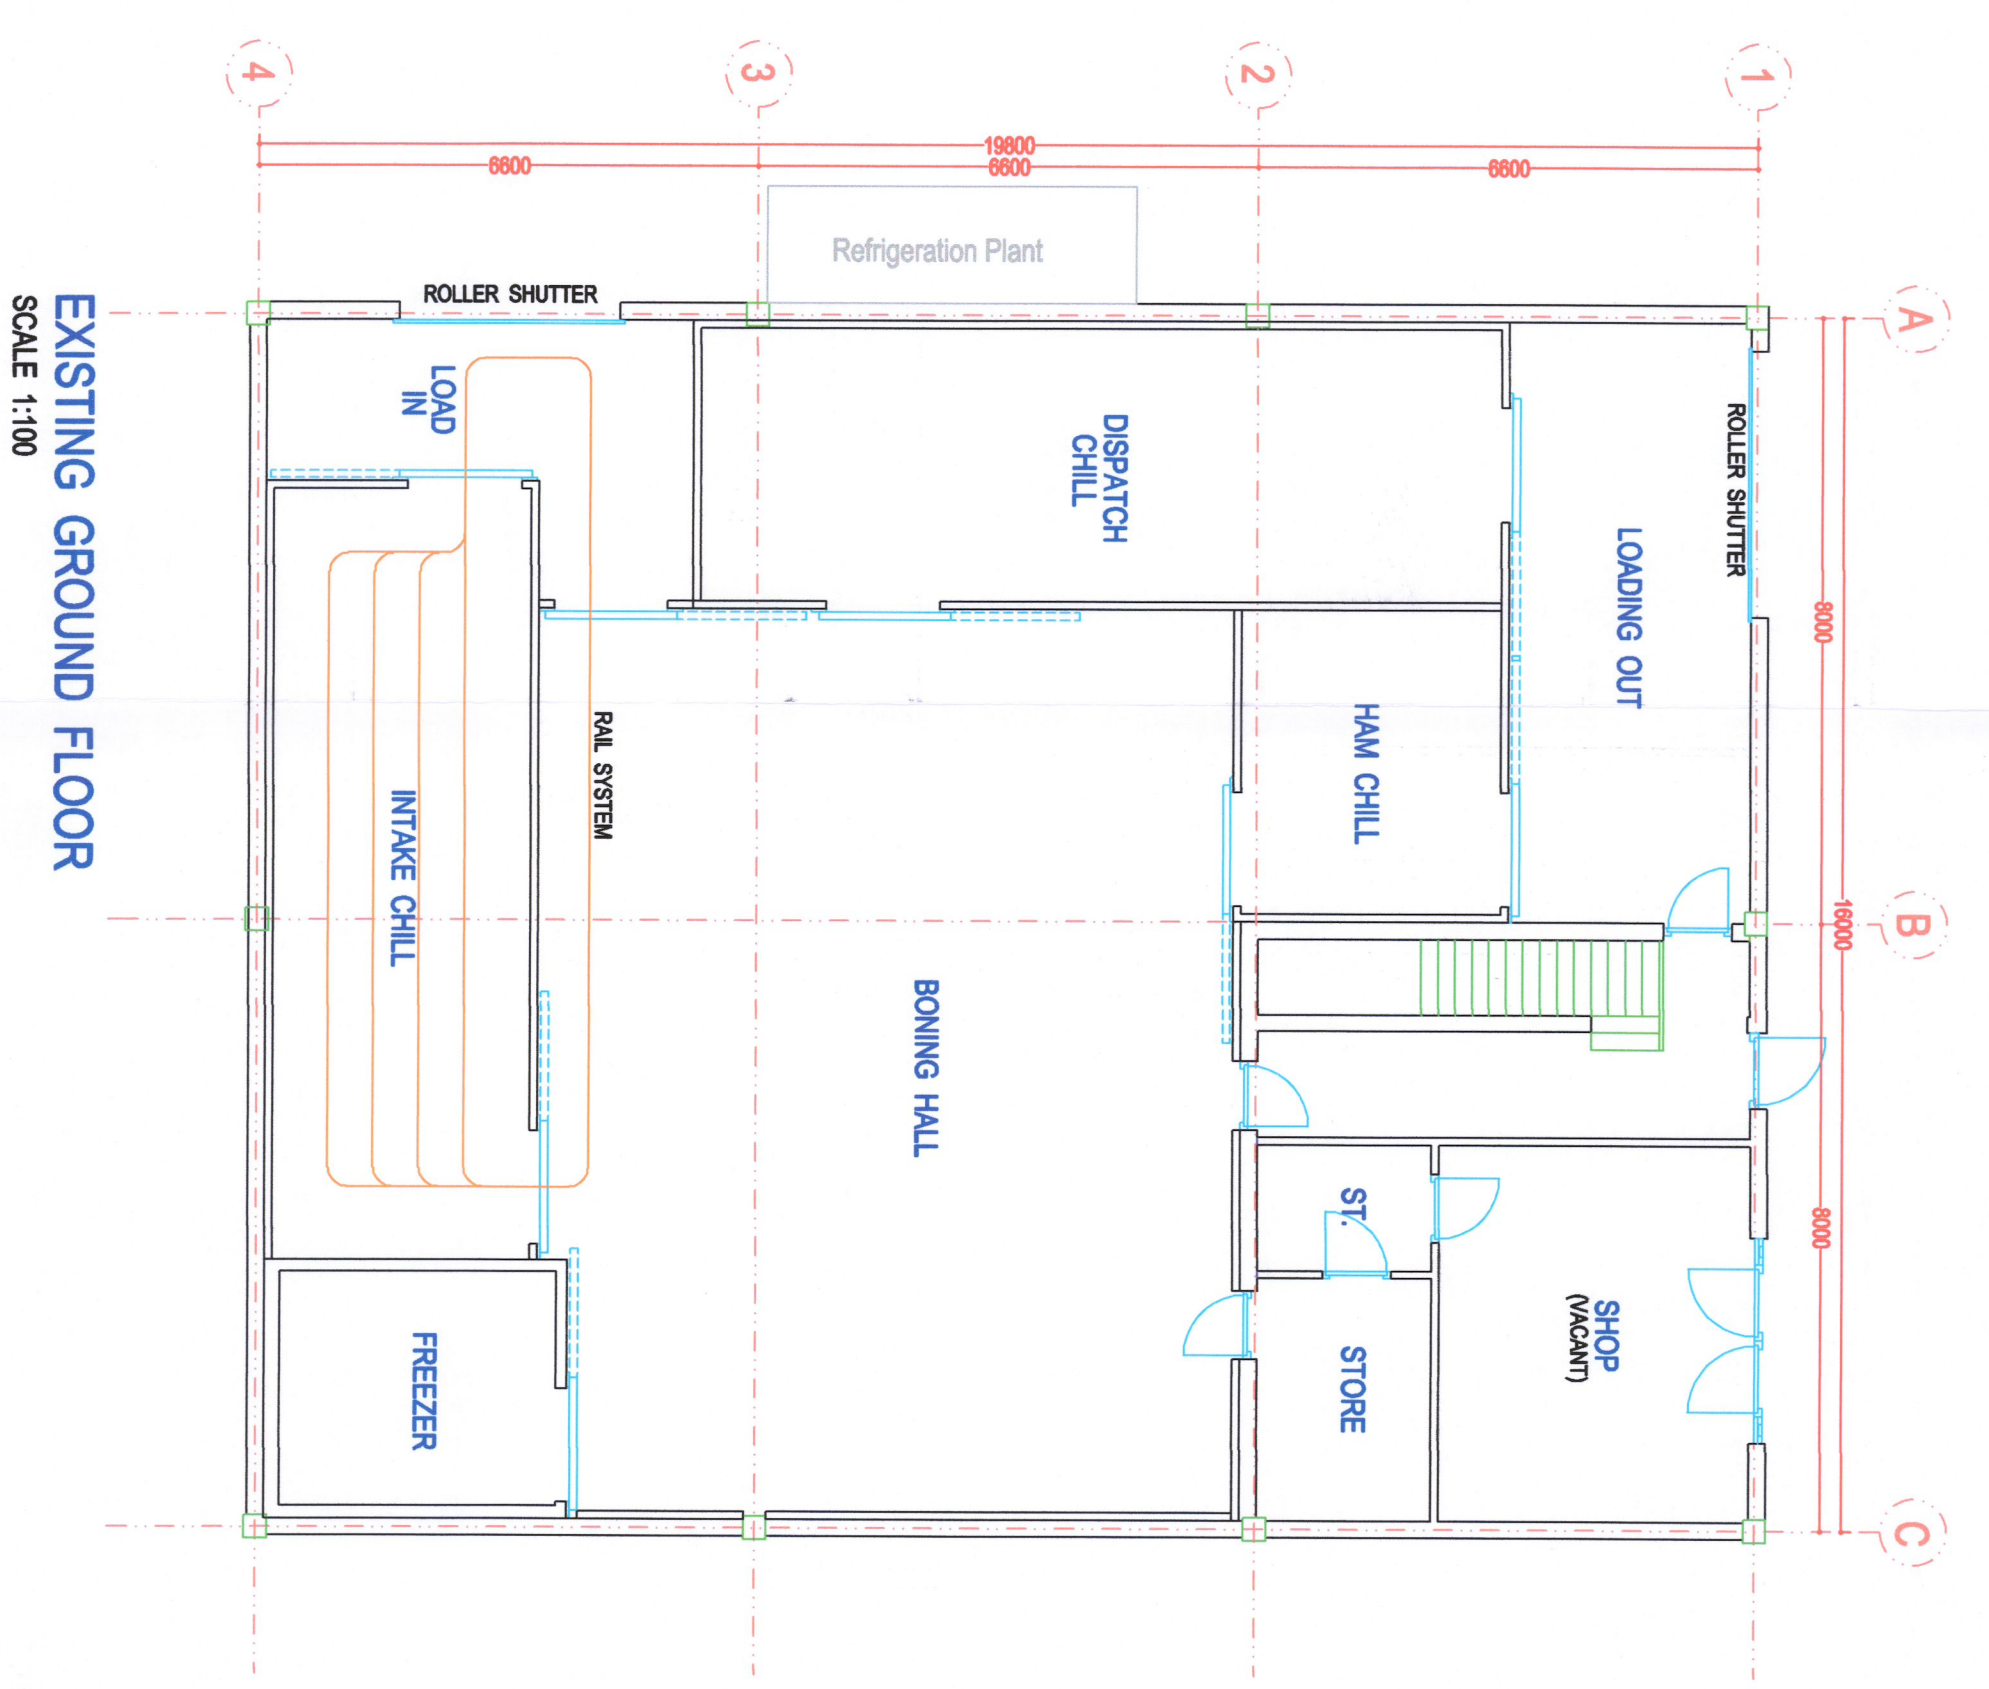 EXISTING GROUND FLOOR
SCALE 1:100
4
3
2
1
19800
6600
6600
6600
Refrigeration Plant
ROLLER SHUTTER
A
LOAD
IN
DISPATCH
CHILL
ROLLER SHUTTER
LOADING OUT
8000
HAM CHILL
RAIL SYSTEM
INTAKE CHILL
16000
B
BONING HALL
ST.
8000
SHOP
(VACANT)
STORE
FREEZER
C